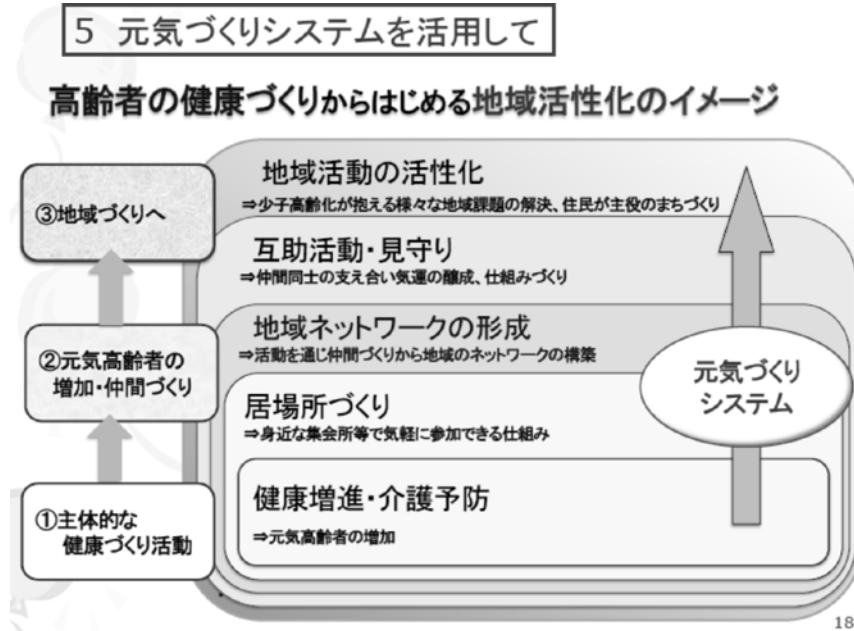 5 元気づくりシステムを活用して
高齢者の健康づくりからはじめる地域活性化のイメージ
③地域づくりへ
②元気高齢者の
増加・仲間づくり
①主体的な
健康づくり活動
地域活動の活性化
⇒少子高齢化が抱える様々な地域課題の解決、住民が主役のまちづくり
互助活動・見守り
⇒仲間同士の支え合い気運の醸成、仕組みづくり
地域ネットワークの形成
⇒活動を通じ仲間づくりから地域のネットワークの構築
居場所づくり
⇒身近な集会所等で気軽に参加できる仕組み
健康増進・介護予防
⇒元気高齢者の増加
元気づくり
システム
18